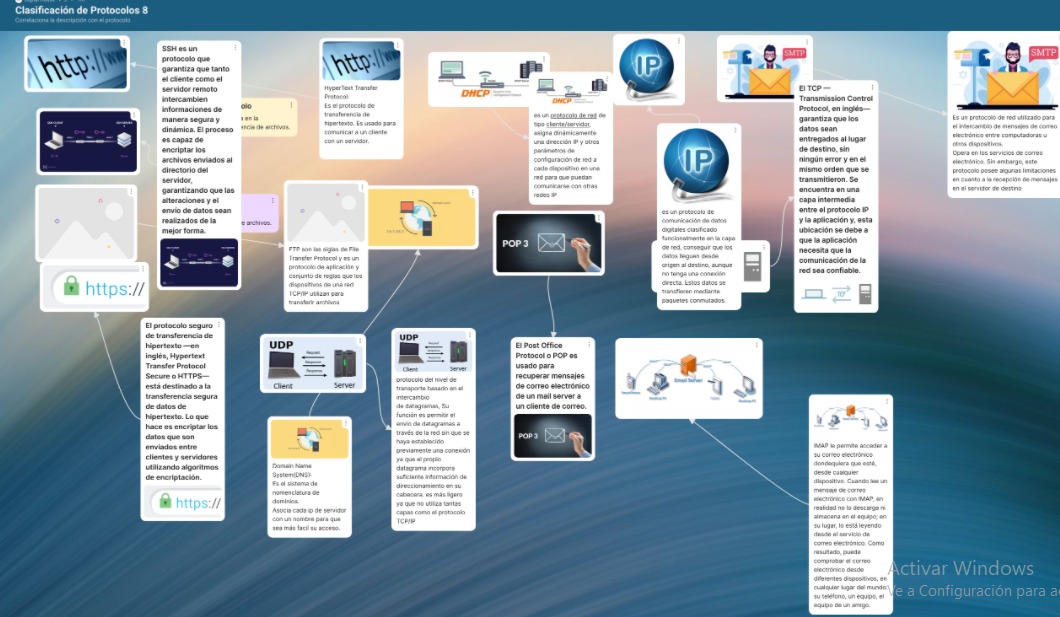 Clasificación de Protocolos 8
Correlaciona la descripción con el protocolo
http://www
SSH es un
protocolo que
garantiza que tanto
el cliente como el
servidor remoto
intercambien
informaciones de
manera segura y
dinámica. El proceso
es capaz de
encriptar los
archivos enviados al
directorio del
servidor,
garantizando que las
alteraciones y el
envío de datos sean
realizados de la
mejor forma.
olo
a en la
encia de archivos.
e archivos.
http://www
HyperText Transfer
Protocol:
Es el protocolo de
transferencia de
hipertexto. Es usado para
comunicar a un cliente
con un servidor.
DHCP
DHCP
es un protocolo de red de
tipo cliente/servidor,
asigna dinámicamente
una dirección IP y otros
parámetros de
configuración de red a
cada dispositivo en una
red para que puedan
comunicarse con otras
redes IP
IP
IP
es un protocolo de
comunicación de datos
digitales clasificado
funcionalmente en la capa
de red, conseguir que los
datos lleguen desde
origen al destino, aunque
no tenga una conexión
directa. Estos datos se
transfieren mediante
paquetes conmutados.
SMTP
El TCP —
Transmission Control
Protocol, en inglés—
garantiza que los
datos sean
entregados al lugar
de destino, sin
ningún error y en el
mismo orden que se
transmitieron. Se
encuentra en una
capa intermedia
entre el protocolo IP
y la aplicación y, esta
ubicación se debe a
que la aplicación
necesita que la
comunicación de la
red sea confiable.
TCP
SMTP
Es un protocolo de red utilizado para
el intercambio de mensajes de correo
electrónico entre computadoras u
otros dispositivos.
Opera en los servicios de correo
electrónico. Sin embargo, este
protocolo posee algunas limitaciones
en cuanto a la recepción de mensajes
en el servidor de destino
FTP son las siglas de File
Transfer Protocol y es un
protocolo de aplicación y
conjunto de reglas que los
dispositivos de una red
TCP/IP utilizan para
transferir archivos
POP 3
https://
El protocolo seguro
de transferencia de
hipertexto —en
inglés, Hypertext
Transfer Protocol
Secure o HTTPS—
está destinado a la
transferencia segura
de datos de
hipertexto. Lo que
hace es encriptar los
datos que son
enviados entre
clientes y servidores
utilizando algoritmos
de encriptación.
https://
UDP
Request
Response
Response
Client
Server
Domain Name
System(DNS):
Es el sistema de
nomenclatura de
dominios.
Asocia cada ip de servidor
con un nombre para que
sea más facil su acceso.
UDP
Request
Response
Response
Client
Server
protocolo del nivel de
transporte basado en el
intercambio
de datagramas, Su
función es permitir el
envío de datagramas a
través de la red sin que se
haya establecido
previamente una conexión
ya que el propio
datagrama incorpora
suficiente información de
direccionamiento en su
cabecera. es más ligero
ya que no utiliza tantas
capas como el protocolo
TCP/IP
El Post Office
Protocol o POP es
usado para
recuperar mensajes
de correo electrónico
de un mail server a
un cliente de correo.
POP 3
Email Server
IMAP le permite acceder a
su correo electrónico
dondequiera que esté,
desde cualquier
dispositivo. Cuando lee un
mensaje de correo
electrónico con IMAP, en
realidad no lo descarga ni
almacena en el equipo; en
su lugar, lo está leyendo
desde el servicio de
correo electrónico. Como
resultado, puede
comprobar el correo
electrónico desde
diferentes dispositivos, en
cualquier lugar del mundo:
su teléfono, un equipo, el
equipo de un amigo.
Activar Windows
Ve a Configuración para a